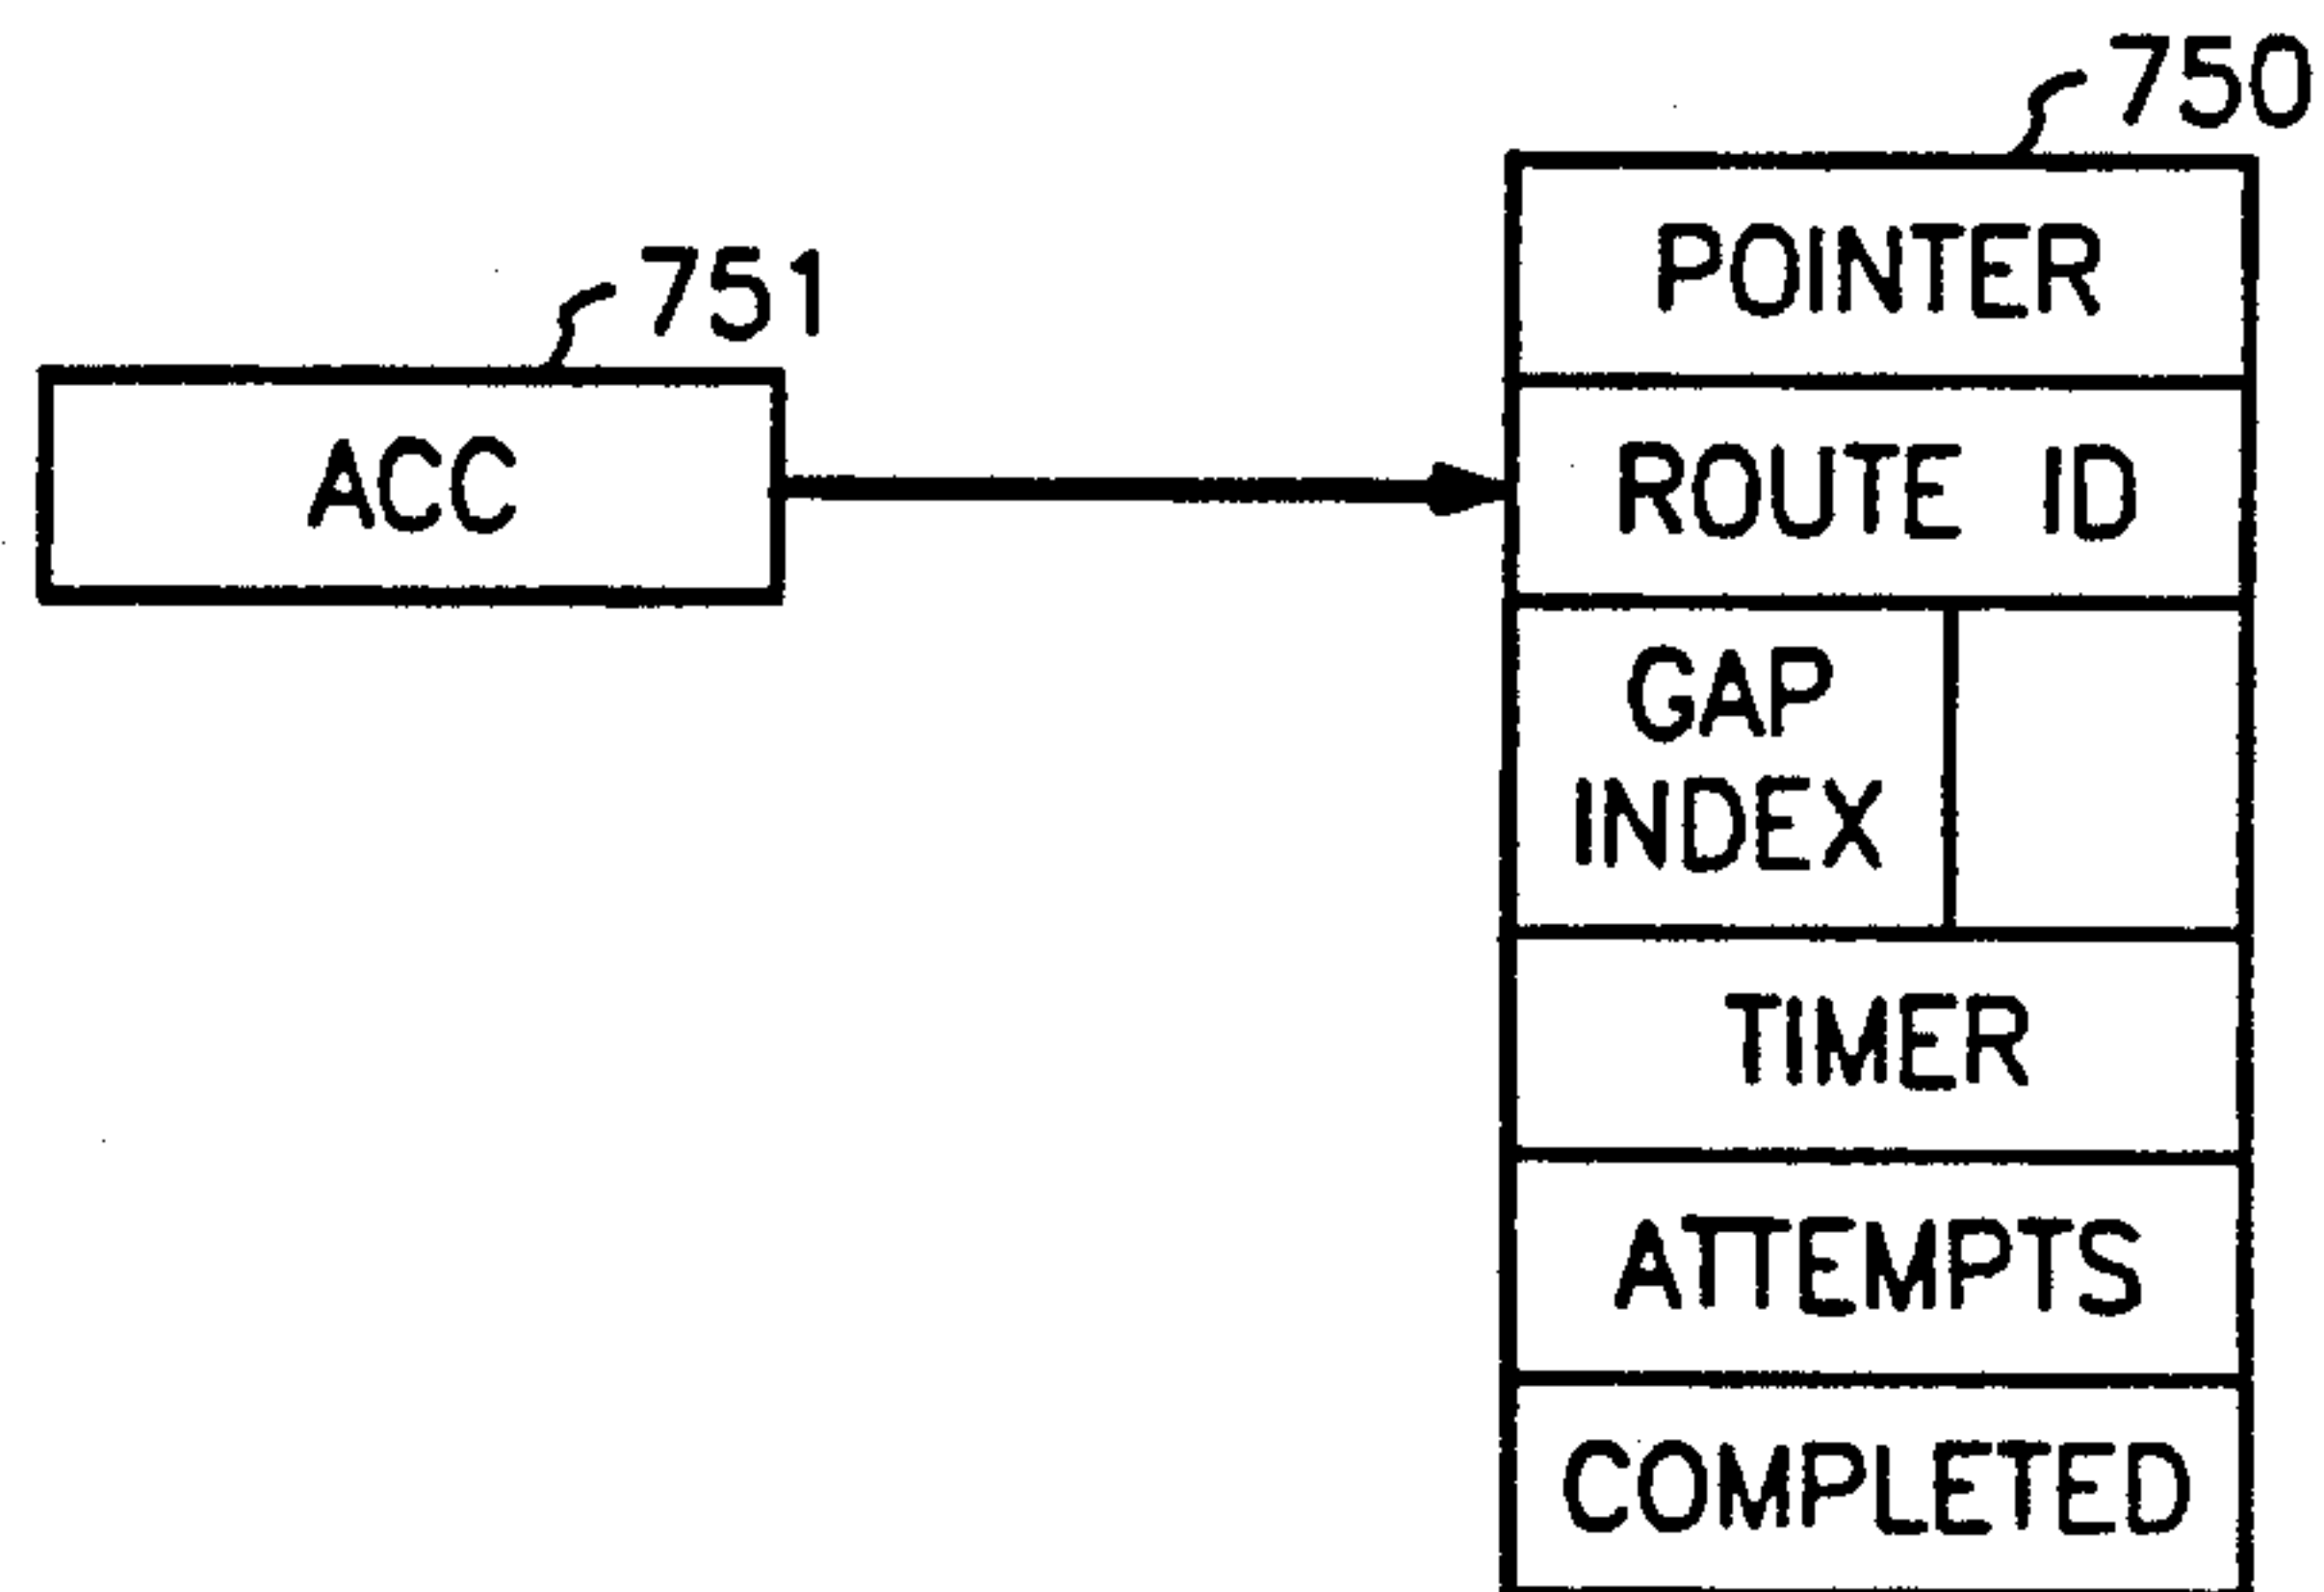 750
751
POINTER
ACC
ROUTE ID
GAP
INDEX
TIMER
ATTEMPTS
COMPLETED